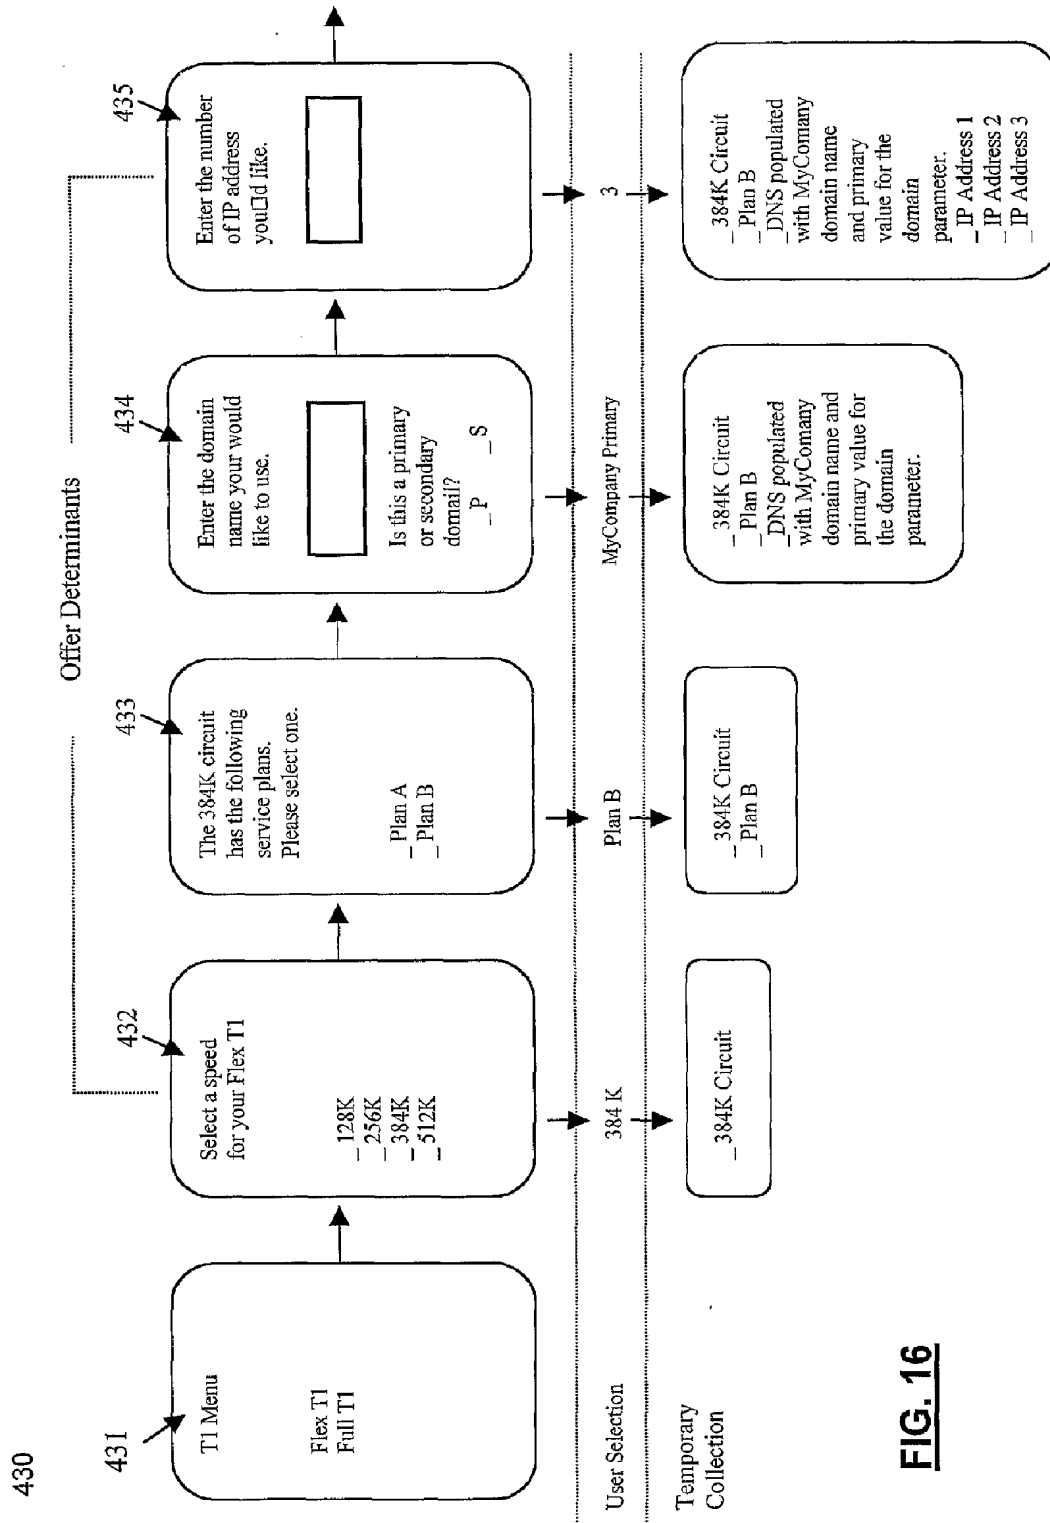 430
Offer Determinants
431
T1 Menu
Flex T1
Full T1
432
Select a speed
for your Flex T1
_128K
_256K
_384K
_512K
433
The 384K circuit
has the following
service plans.
Please select one.
_Plan A
_Plan B
434
Enter the domain
name your would
like to use.
Is this a primary
or secondary
domail?
_P _S
435
Enter the number
of IP address
you□d like.
User Selection
384 K
Plan B
MyCompany Primary
3
Temporary
Collection
_384K Circuit
_384K Circuit
_Plan B
_384K Circuit
_Plan B
_DNS populated
with MyComany
domain name and
primary value for
the domain
parameter.
_384K Circuit
_Plan B
_DNS populated
with MyComany
domain name
and primary
value for the
domain
parameter.
_IP Address 1
_IP Address 2
_IP Address 3
FIG. 16